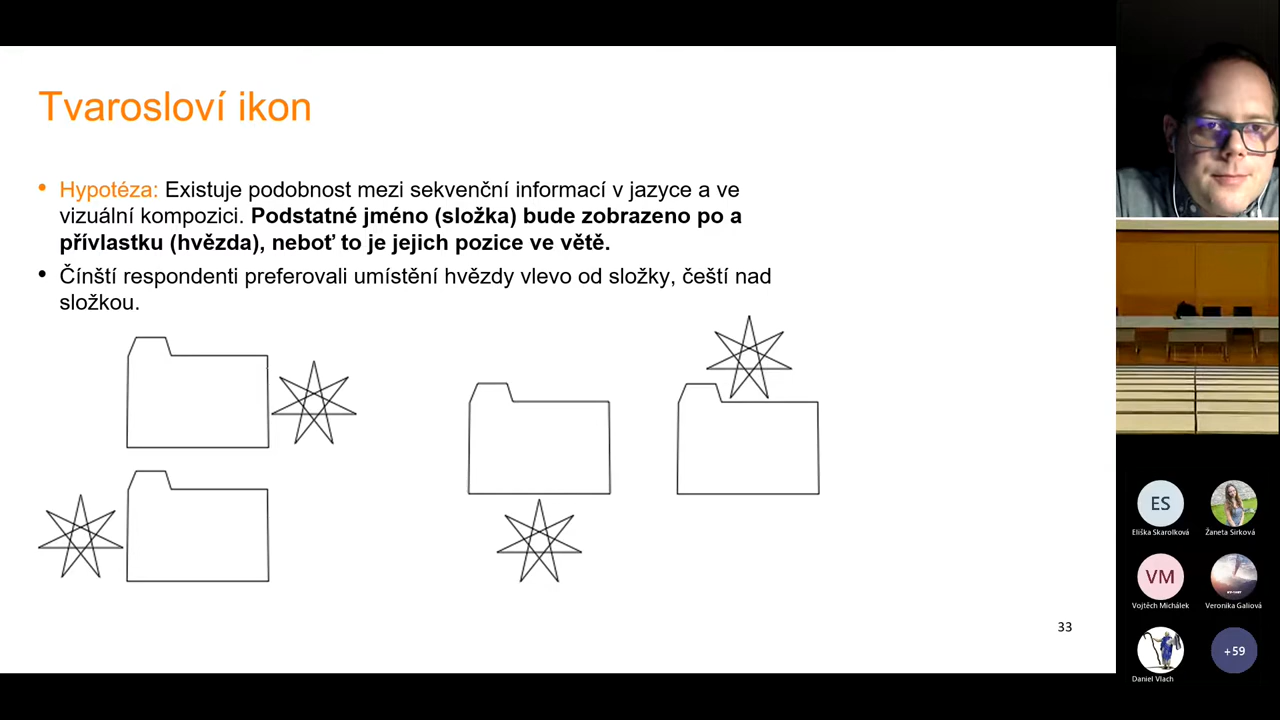 Tvarosloví ikon
• Hypotéza: Existuje podobnost mezi sekvenční informací v jazyce a ve
vizuální kompozici. Podstatné jméno (složka) bude zobrazeno po a
přívlastku (hvězda), neboť to je jejich pozice ve větě.
• Čínští respondenti preferovali umístění hvězdy vlevo od složky, čeští nad
složkou.
33
ES
Eliška Skarolková
Žaneta Sirková
VM
Vojtěch Michálek
Veronika Galiová
Daniel Vlach
+59